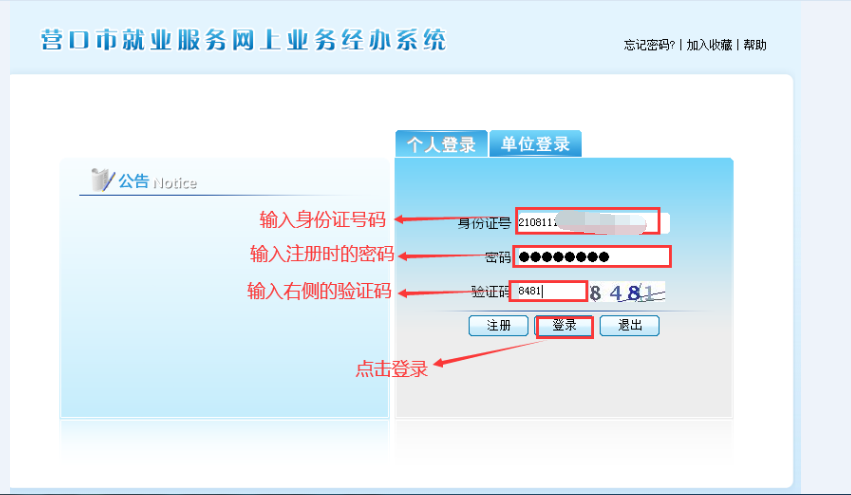 营口市就业服务网上业务经办系统
忘记密码? | 加入收藏 | 帮助
个人登录 单位登录
公告 Notice
输入身份证号码 身份证号 210811
输入注册时的密码 密码 ●●●●●●●●
输入右侧的验证码 验证码 8481 8481
注册 登录 退出
点击登录